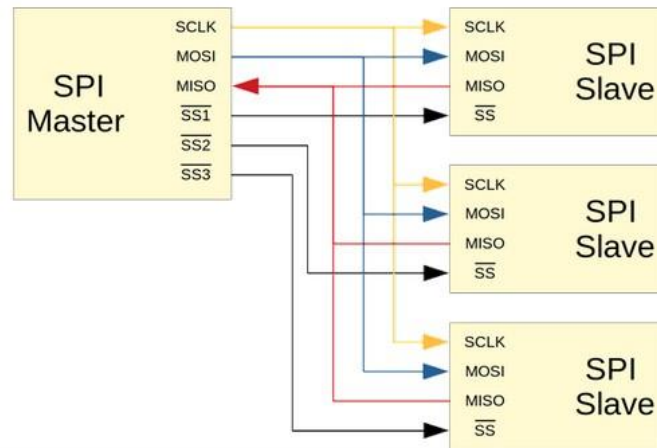 SPI
Master
SCLK
MOSI
MISO
SS1
SS2
SS3
SCLK
MOSI
MISO
SS
SPI
Slave
SCLK
MOSI
MISO
SS
SPI
Slave
SCLK
MOSI
MISO
SS
SPI
Slave